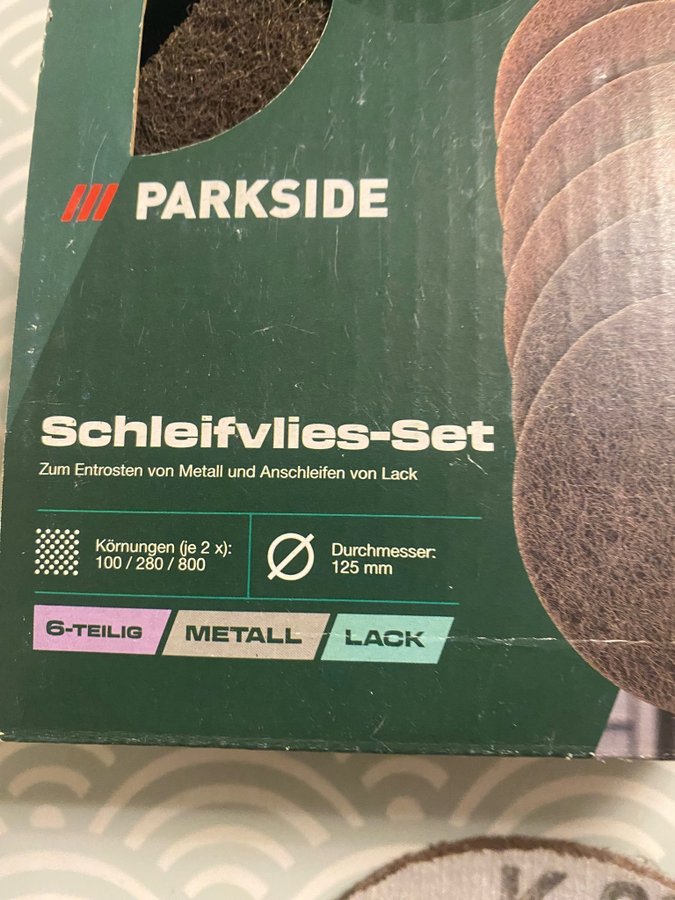 PARKSIDE
Schleifvlies-Set
Zum Entrosten von Metall und Anschleifen von Lack
Körnungen (je 2 x):
100 / 280 / 800
Durchmesser:
125 mm
6-TEILIG
METALL
LACK
K